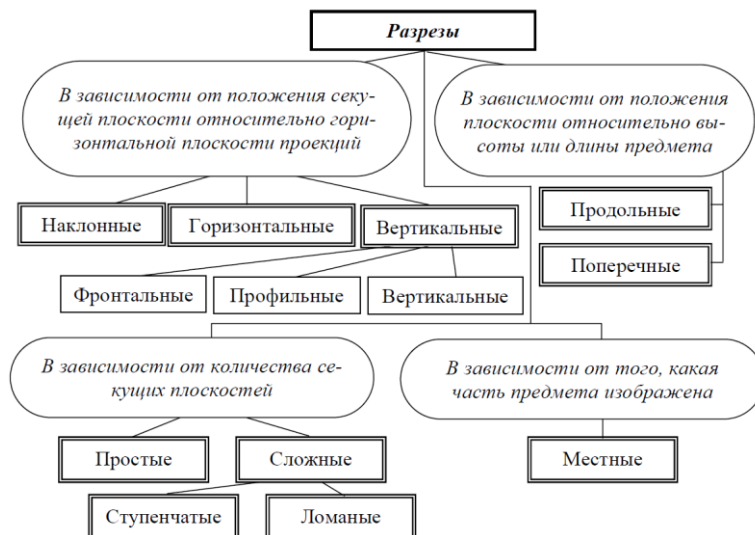 Разрезы
В зависимости от положения секу-
щей плоскости относительно гори-
зонтальной плоскости проекций
В зависимости от положения
плоскости относительно вы-
соты или длины предмета
Наклонные
Горизонтальные
Вертикальные
Продольные
Поперечные
Фронтальные
Профильные
Вертикальные
В зависимости от количества се-
кущих плоскостей
В зависимости от того, какая
часть предмета изображена
Простые
Сложные
Местные
Ступенчатые
Ломаные